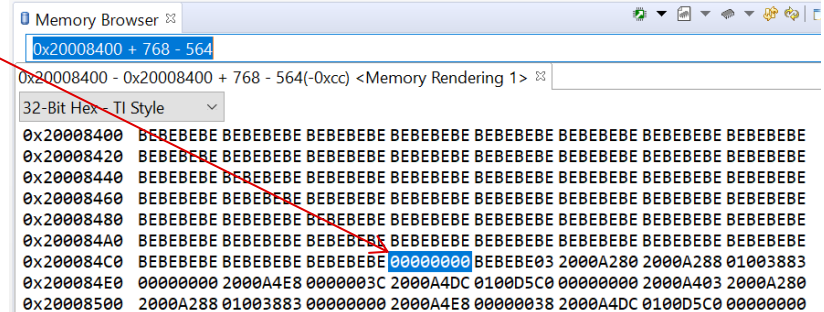 Memory Browser
0x20008400 + 768 - 564
0x20008400 - 0x20008400 + 768 - 564(-0xcc) <Memory Rendering 1>
32-Bit Hex - TI Style
0x20008400 BEBEBEBE BEBEBEBE BEBEBEBE BEBEBEBE BEBEBEBE BEBEBEBE BEBEBEBE BEBEBEBE
0x20008420 BEBEBEBE BEBEBEBE BEBEBEBE BEBEBEBE BEBEBEBE BEBEBEBE BEBEBEBE BEBEBEBE
0x20008440 BEBEBEBE BEBEBEBE BEBEBEBE BEBEBEBE BEBEBEBE BEBEBEBE BEBEBEBE BEBEBEBE
0x20008460 BEBEBEBE BEBEBEBE BEBEBEBE BEBEBEBE BEBEBEBE BEBEBEBE BEBEBEBE BEBEBEBE
0x20008480 BEBEBEBE BEBEBEBE BEBEBEBE BEBEBEBE BEBEBEBE BEBEBEBE BEBEBEBE BEBEBEBE
0x200084A0 BEBEBEBE BEBEBEBE BEBEBEBE BEBEBEBE BEBEBEBE BEBEBEBE BEBEBEBE BEBEBEBE
0x200084C0 BEBEBEBE BEBEBEBE BEBEBEBE 00000000 BEBEBE03 2000A280 2000A288 01003883
0x200084E0 00000000 2000A4E8 0000003C 2000A4DC 0100D5C0 00000000 2000A403 2000A280
0x20008500 2000A288 01003883 00000000 2000A4E8 00000038 2000A4DC 0100D5C0 00000000